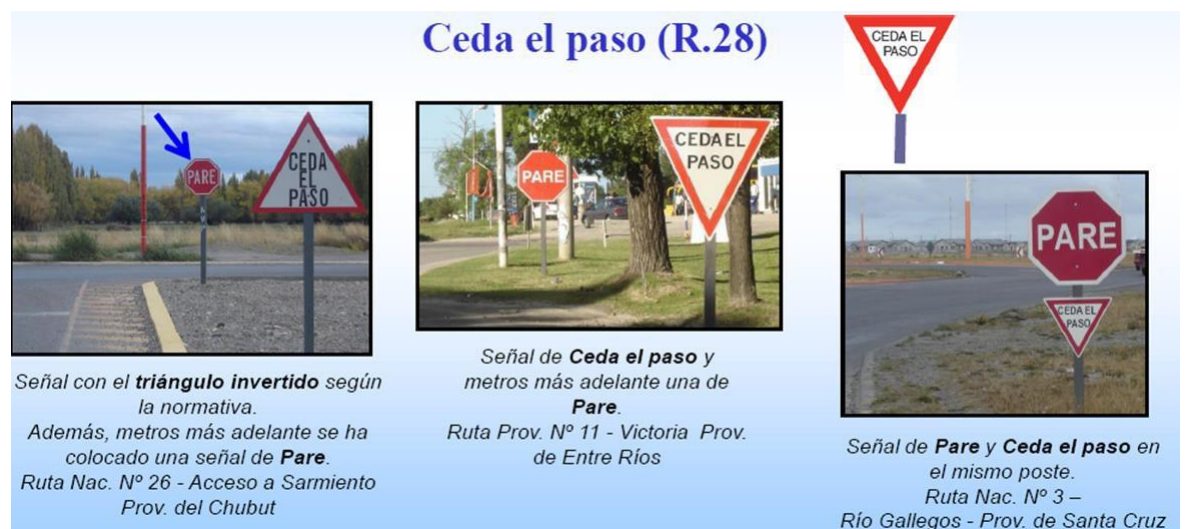 Ceda el paso (R.28)
CEDA EL
PASO
PARE
CEDA
EL
PASO
Señal con el triángulo invertido según
la normativa.
Además, metros más adelante se ha
colocado una señal de Pare.
Ruta Nac. Nº 26 - Acceso a Sarmiento
Prov. del Chubut
PARE
CEDA EL
PASO
Señal de Ceda el paso y
metros más adelante una de
Pare.
Ruta Prov. Nº 11 - Victoria Prov.
de Entre Ríos
PARE
CEDA EL
PASO
Señal de Pare y Ceda el paso en
el mismo poste.
Ruta Nac. Nº 3 –
Río Gallegos - Prov. de Santa Cruz